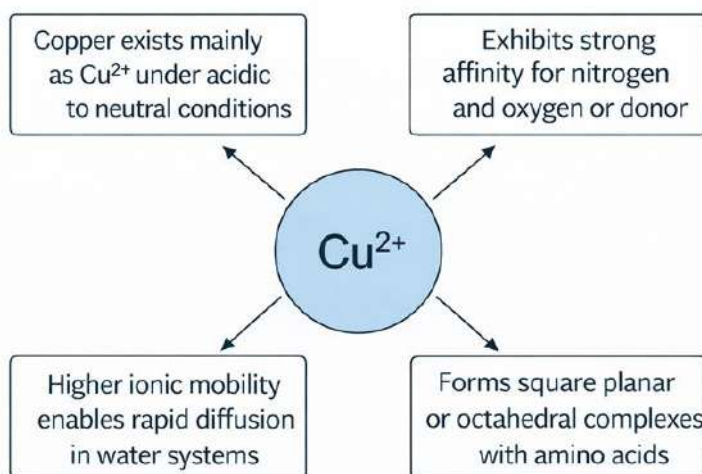 Copper exists mainly
as Cu²⁺ under acidic
to neutral conditions
Exhibits strong
affinity for nitrogen
and oxygen or donor
Cu²⁺
Higher ionic mobility
enables rapid diffusion
in water systems
Forms square planar
or octahedral complexes
with amino acids